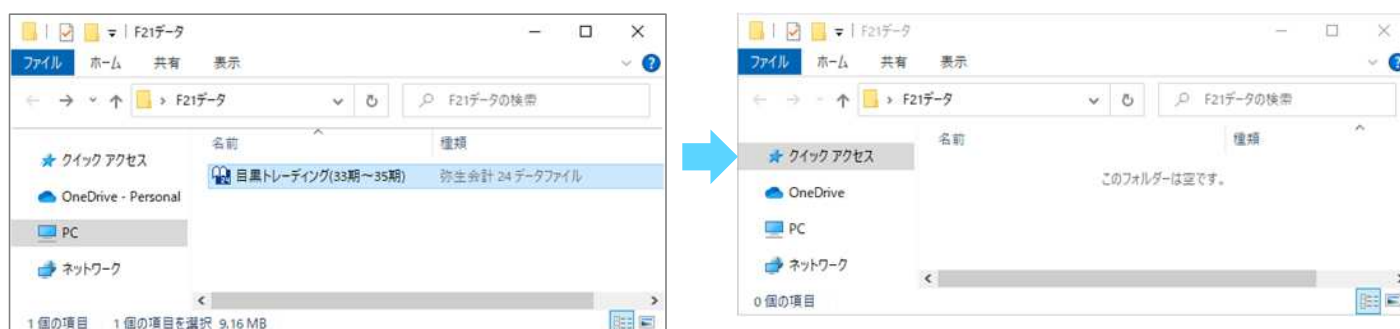 F21データ
ファイル ホーム 共有 表示
F21データ F21データの検索
名前 種類
クイック アクセス
目黒トレーディング(33期～35期) 弥生会計 24 データファイル
OneDrive - Personal
PC
ネットワーク
1 個の項目 1 個の項目を選択 9.16 MB
F21データ
ファイル ホーム 共有 表示
F21データ F21データの検索
名前 種類
クイック アクセス
このフォルダーは空です。
OneDrive
PC
ネットワーク
0 個の項目